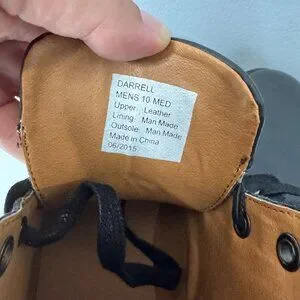 DARRELL
MENS 10 MED
Upper: Leather
Lining: Man Made
Outsole: Man Made
Made in China
06/2015